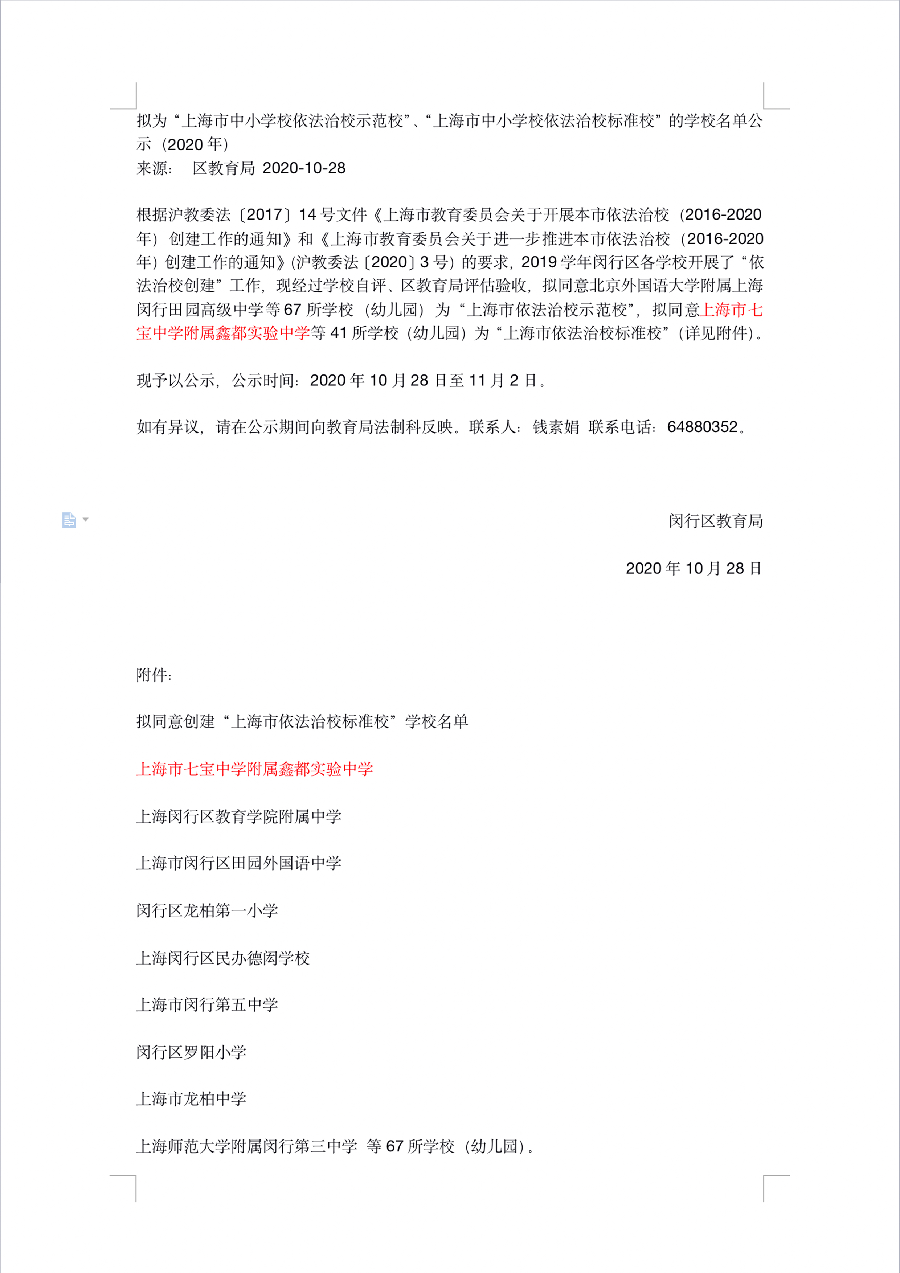 拟为“上海市中小学校依法治校示范校”、“上海市中小学校依法治校标准校”的学校名单公
示（2020 年）
来源： 区教育局 2020-10-28
根据沪教委法〔2017〕14 号文件《上海市教育委员会关于开展本市依法治校（2016-2020
年）创建工作的通知》和《上海市教育委员会关于进一步推进本市依法治校（2016-2020
年）创建工作的通知》（沪教委法〔2020〕3 号）的要求，2019 学年闵行区各学校开展了“依
法治校创建”工作，现经过学校自评、区教育局评估验收，拟同意北京外国语大学附属上海
闵行田园高级中学等 67 所学校（幼儿园）为“上海市依法治校示范校”，拟同意上海市七
宝中学附属鑫都实验中学等 41 所学校（幼儿园）为“上海市依法治校标准校”（详见附件）。
现予以公示，公示时间：2020 年 10 月 28 日至 11 月 2 日。
如有异议，请在公示期间向教育局法制科反映。联系人：钱素娟 联系电话：64880352。
闵行区教育局
2020 年 10 月 28 日
附件：
拟同意创建“上海市依法治校标准校”学校名单
上海市七宝中学附属鑫都实验中学
上海闵行区教育学院附属中学
上海市闵行区田园外国语中学
闵行区龙柏第一小学
上海闵行区民办德闳学校
上海市闵行第五中学
闵行区罗阳小学
上海市龙柏中学
上海师范大学附属闵行第三中学 等 67 所学校（幼儿园）。